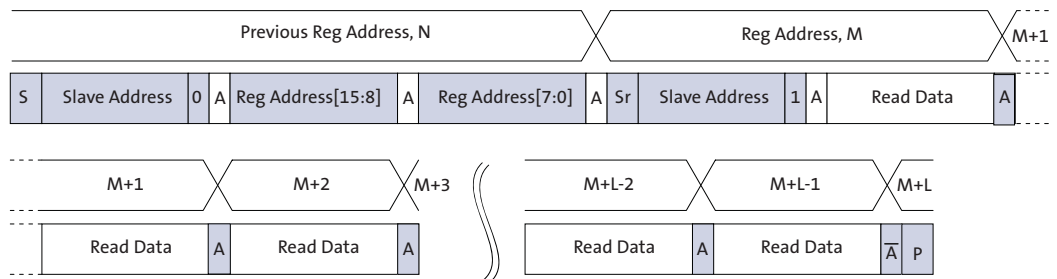 Previous Reg Address, N Reg Address, M M+1
S Slave Address 0 A Reg Address[15:8] A Reg Address[7:0] A Sr Slave Address 1 A Read Data A
M+1 M+2 M+3 M+L-2 M+L-1 M+L
Read Data A Read Data A Read Data A Read Data A̅ P